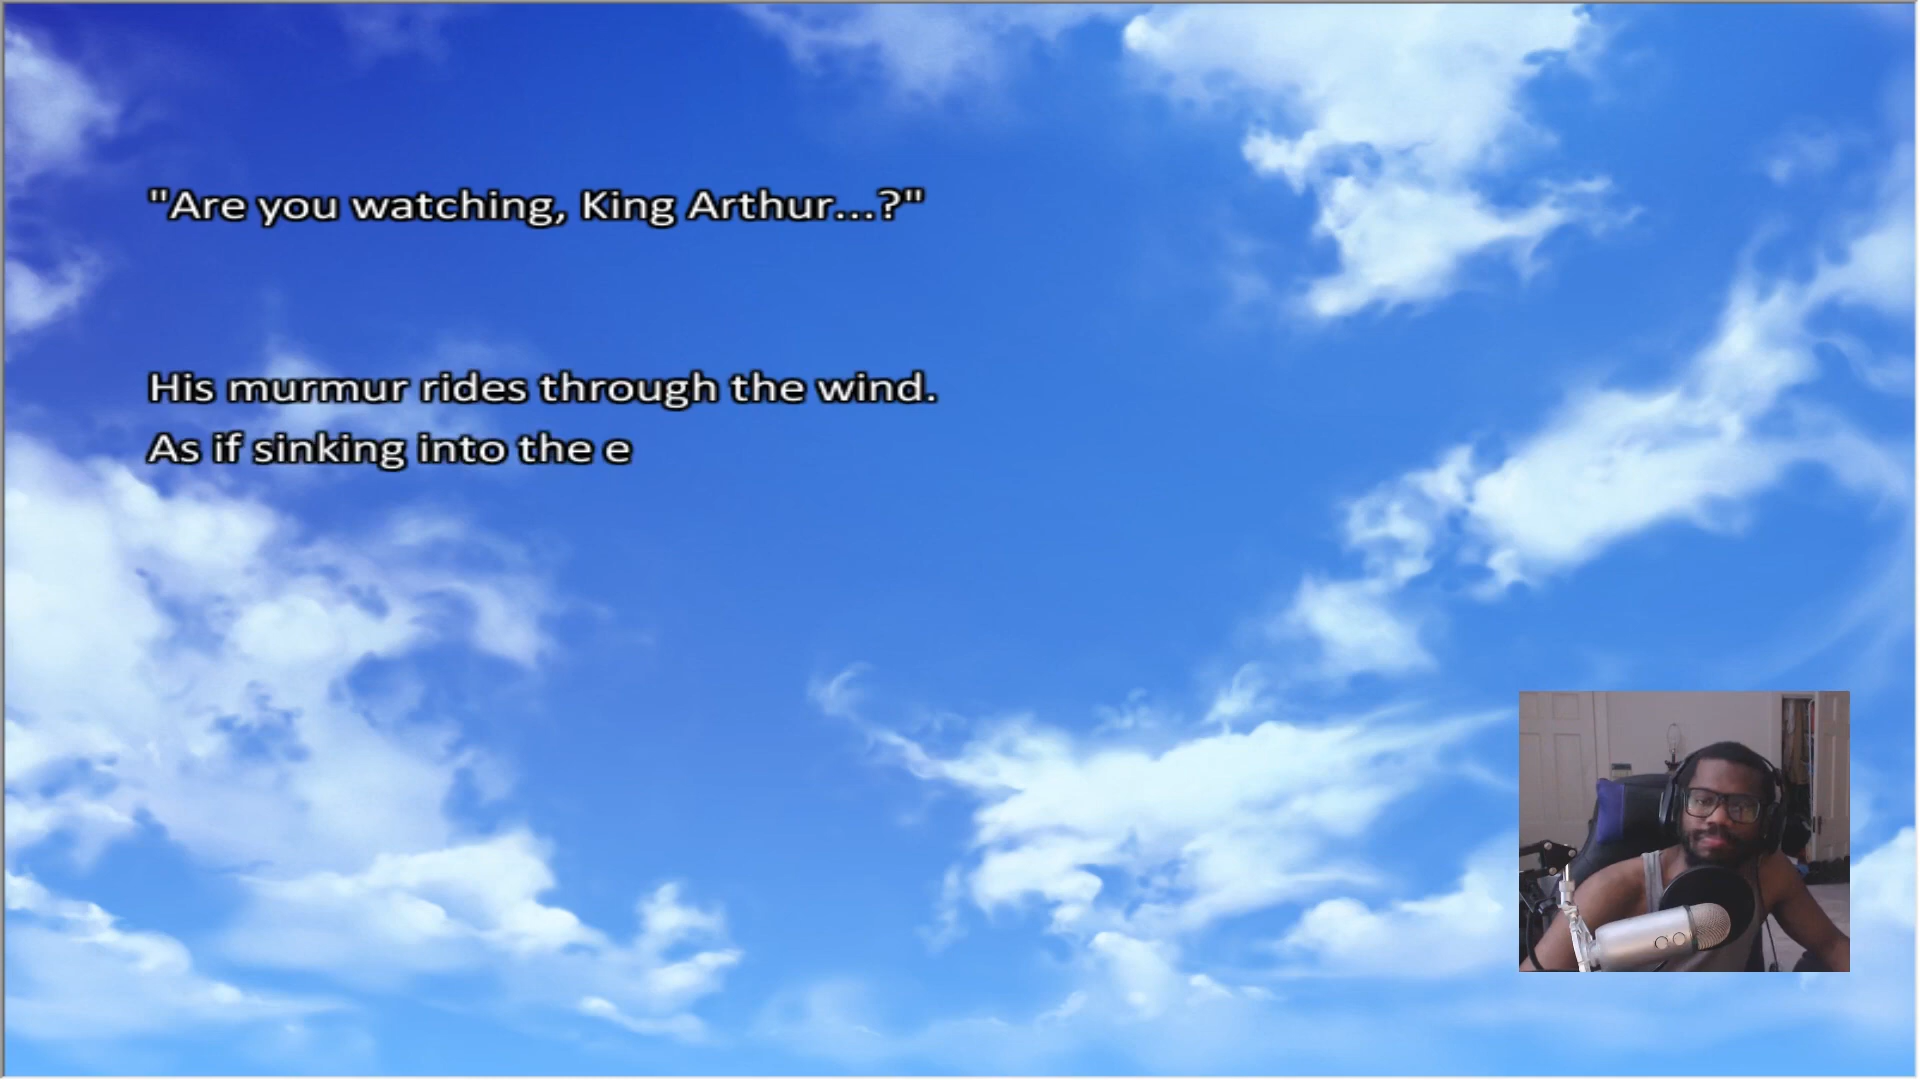 "Are you watching, King Arthur...?"
His murmur rides through the wind.
As if sinking into the e